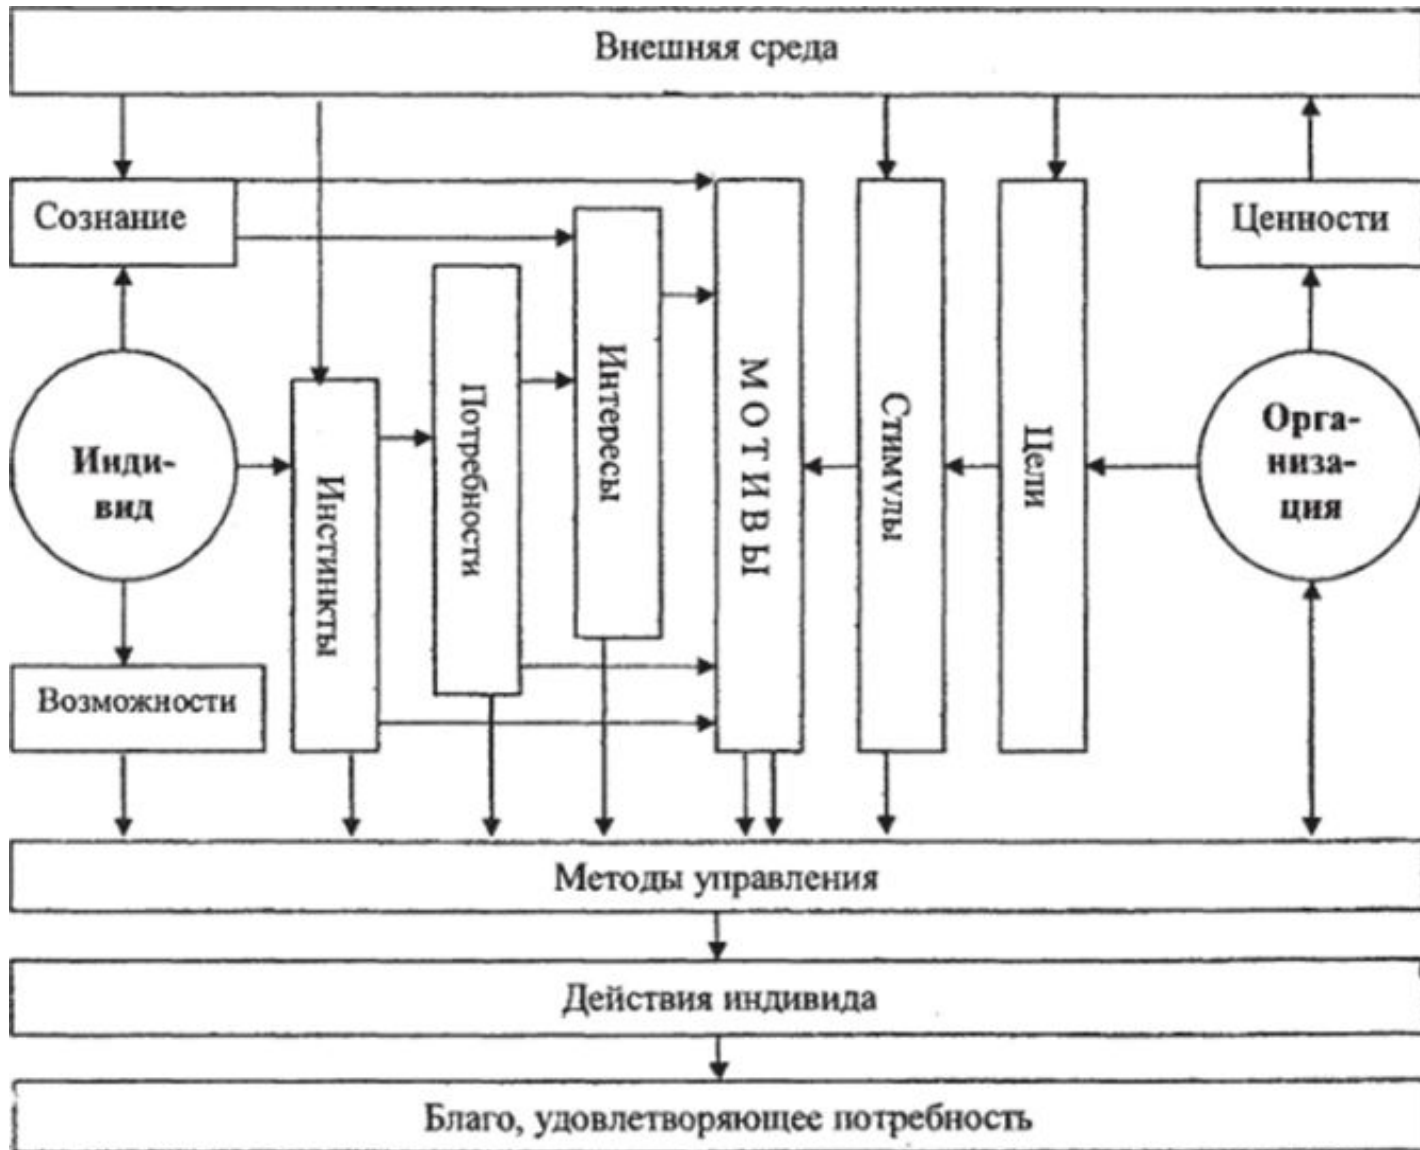 Внешняя среда
Сознание
Ценности
Инди-
вид
Инстинкты
Потребности
Интересы
МОТИВЫ
Стимулы
Цели
Орга-
низа-
ция
Возможности
Методы управления
Действия индивида
Благо, удовлетворяющее потребность